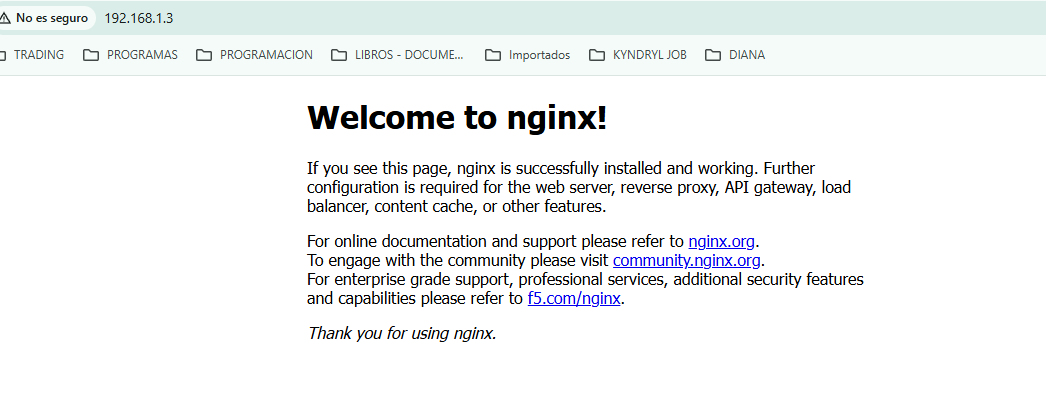 No es seguro 192.168.1.3
TRADING PROGRAMAS PROGRAMACION LIBROS - DOCUME... Importados KYNDRYL JOB DIANA
Welcome to nginx!
If you see this page, nginx is successfully installed and working. Further
configuration is required for the web server, reverse proxy, API gateway, load
balancer, content cache, or other features.
For online documentation and support please refer to nginx.org.
To engage with the community please visit community.nginx.org.
For enterprise grade support, professional services, additional security features
and capabilities please refer to f5.com/nginx.
Thank you for using nginx.